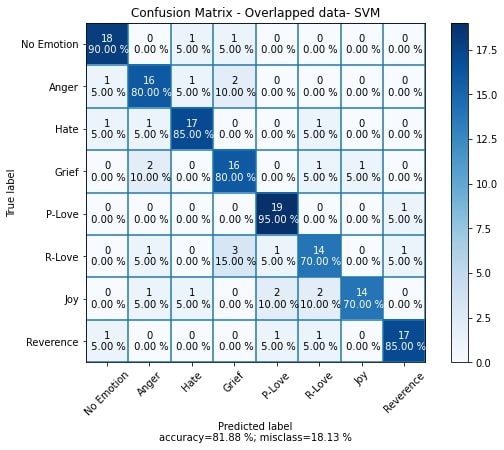 Confusion Matrix - Overlapped data- SVM
True label
No Emotion 18 0 1 1 0 0 0 0
90.00 % 0.00 % 5.00 % 5.00 % 0.00 % 0.00 % 0.00 % 0.00 %
Anger 1 16 1 2 0 0 0 0
5.00 % 80.00 % 5.00 % 10.00 % 0.00 % 0.00 % 0.00 % 0.00 %
Hate 1 1 17 0 0 1 0 0
5.00 % 5.00 % 85.00 % 0.00 % 0.00 % 5.00 % 0.00 % 0.00 %
Grief 0 2 0 16 0 1 1 0
0.00 % 10.00 % 0.00 % 80.00 % 0.00 % 5.00 % 5.00 % 0.00 %
P-Love 0 0 0 0 19 0 0 1
0.00 % 0.00 % 0.00 % 0.00 % 95.00 % 0.00 % 0.00 % 5.00 %
R-Love 0 1 0 3 1 14 0 1
0.00 % 5.00 % 0.00 % 15.00 % 5.00 % 70.00 % 0.00 % 5.00 %
Joy 0 1 1 0 2 2 14 0
0.00 % 5.00 % 5.00 % 0.00 % 10.00 % 10.00 % 70.00 % 0.00 %
Reverence 1 0 0 0 1 1 0 17
5.00 % 0.00 % 0.00 % 0.00 % 5.00 % 5.00 % 0.00 % 85.00 %
No Emotion Anger Hate Grief P-Love R-Love Joy Reverence
Predicted label
accuracy=81.88 %; misclass=18.13 %
17.5
15.0
12.5
10.0
7.5
5.0
2.5
0.0